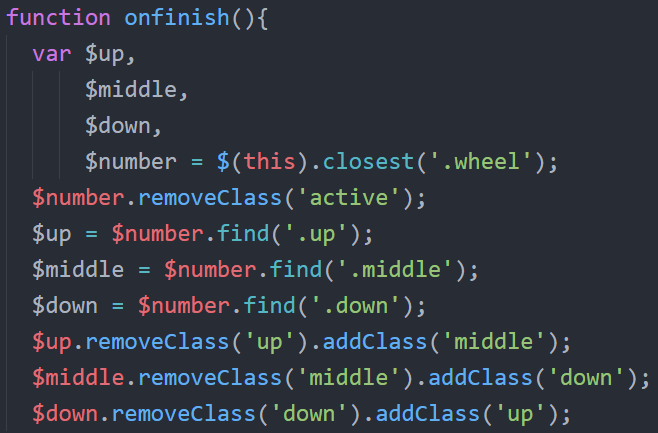 function onfinish(){
var $up,
$middle,
$down,
$number = $(this).closest('.wheel');
$number.removeClass('active');
$up = $number.find('.up');
$middle = $number.find('.middle');
$down = $number.find('.down');
$up.removeClass('up').addClass('middle');
$middle.removeClass('middle').addClass('down');
$down.removeClass('down').addClass('up');